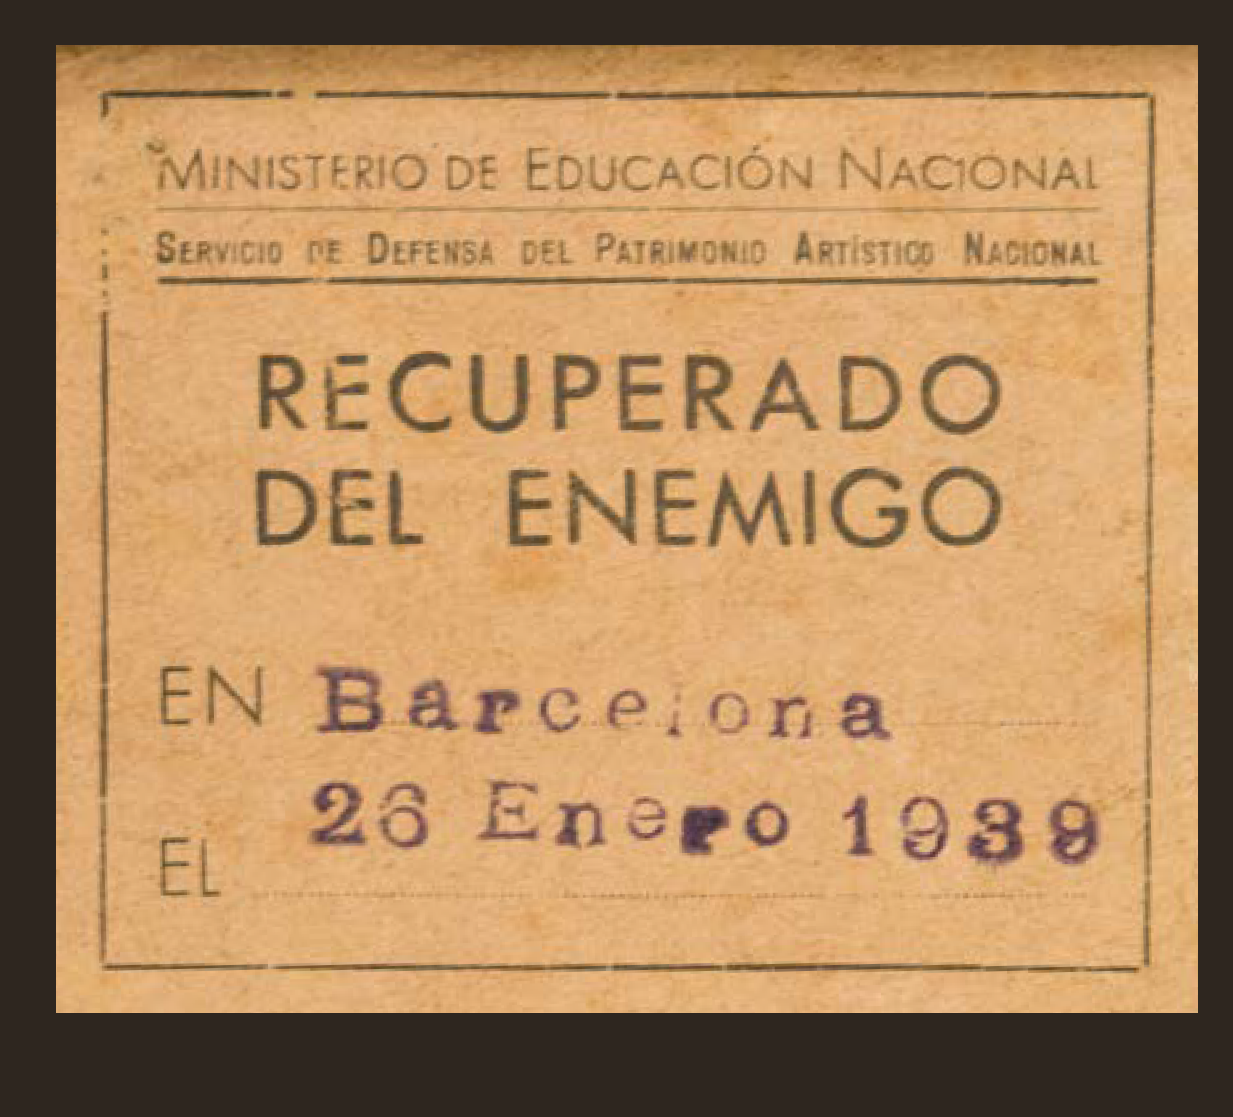 MINISTERIO DE EDUCACIÓN NACIONAL
SERVICIO DE DEFENSA DEL PATRIMONIO ARTÍSTICO NACIONAL
RECUPERADO
DEL ENEMIGO
EN Barcelona
EL 26 Enero 1939